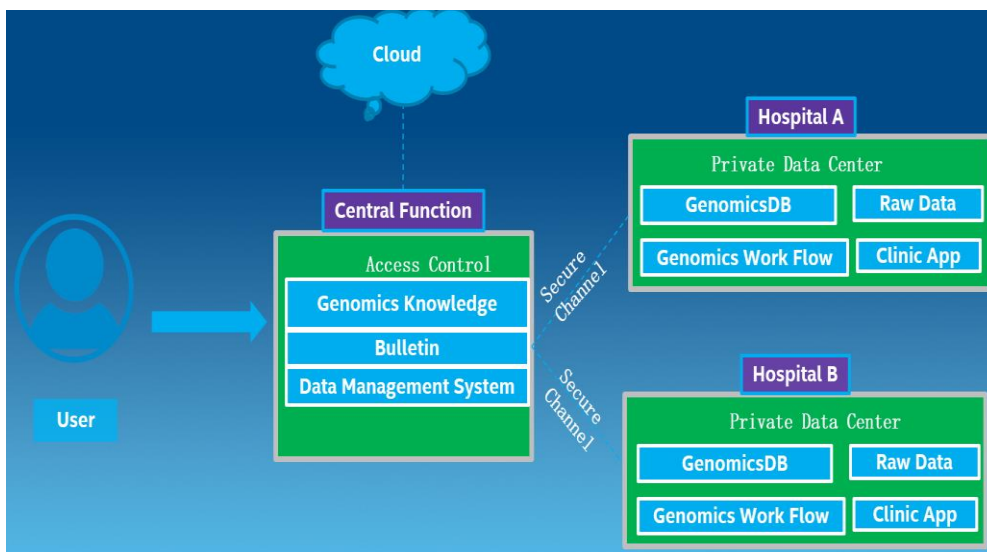 Cloud
Hospital A
Private Data Center
GenomicsDB
Raw Data
Genomics Work Flow
Clinic App
Central Function
Access Control
Genomics Knowledge
Bulletin
Data Management System
Secure
Channel
Secure
Channel
User
Hospital B
Private Data Center
GenomicsDB
Raw Data
Genomics Work Flow
Clinic App